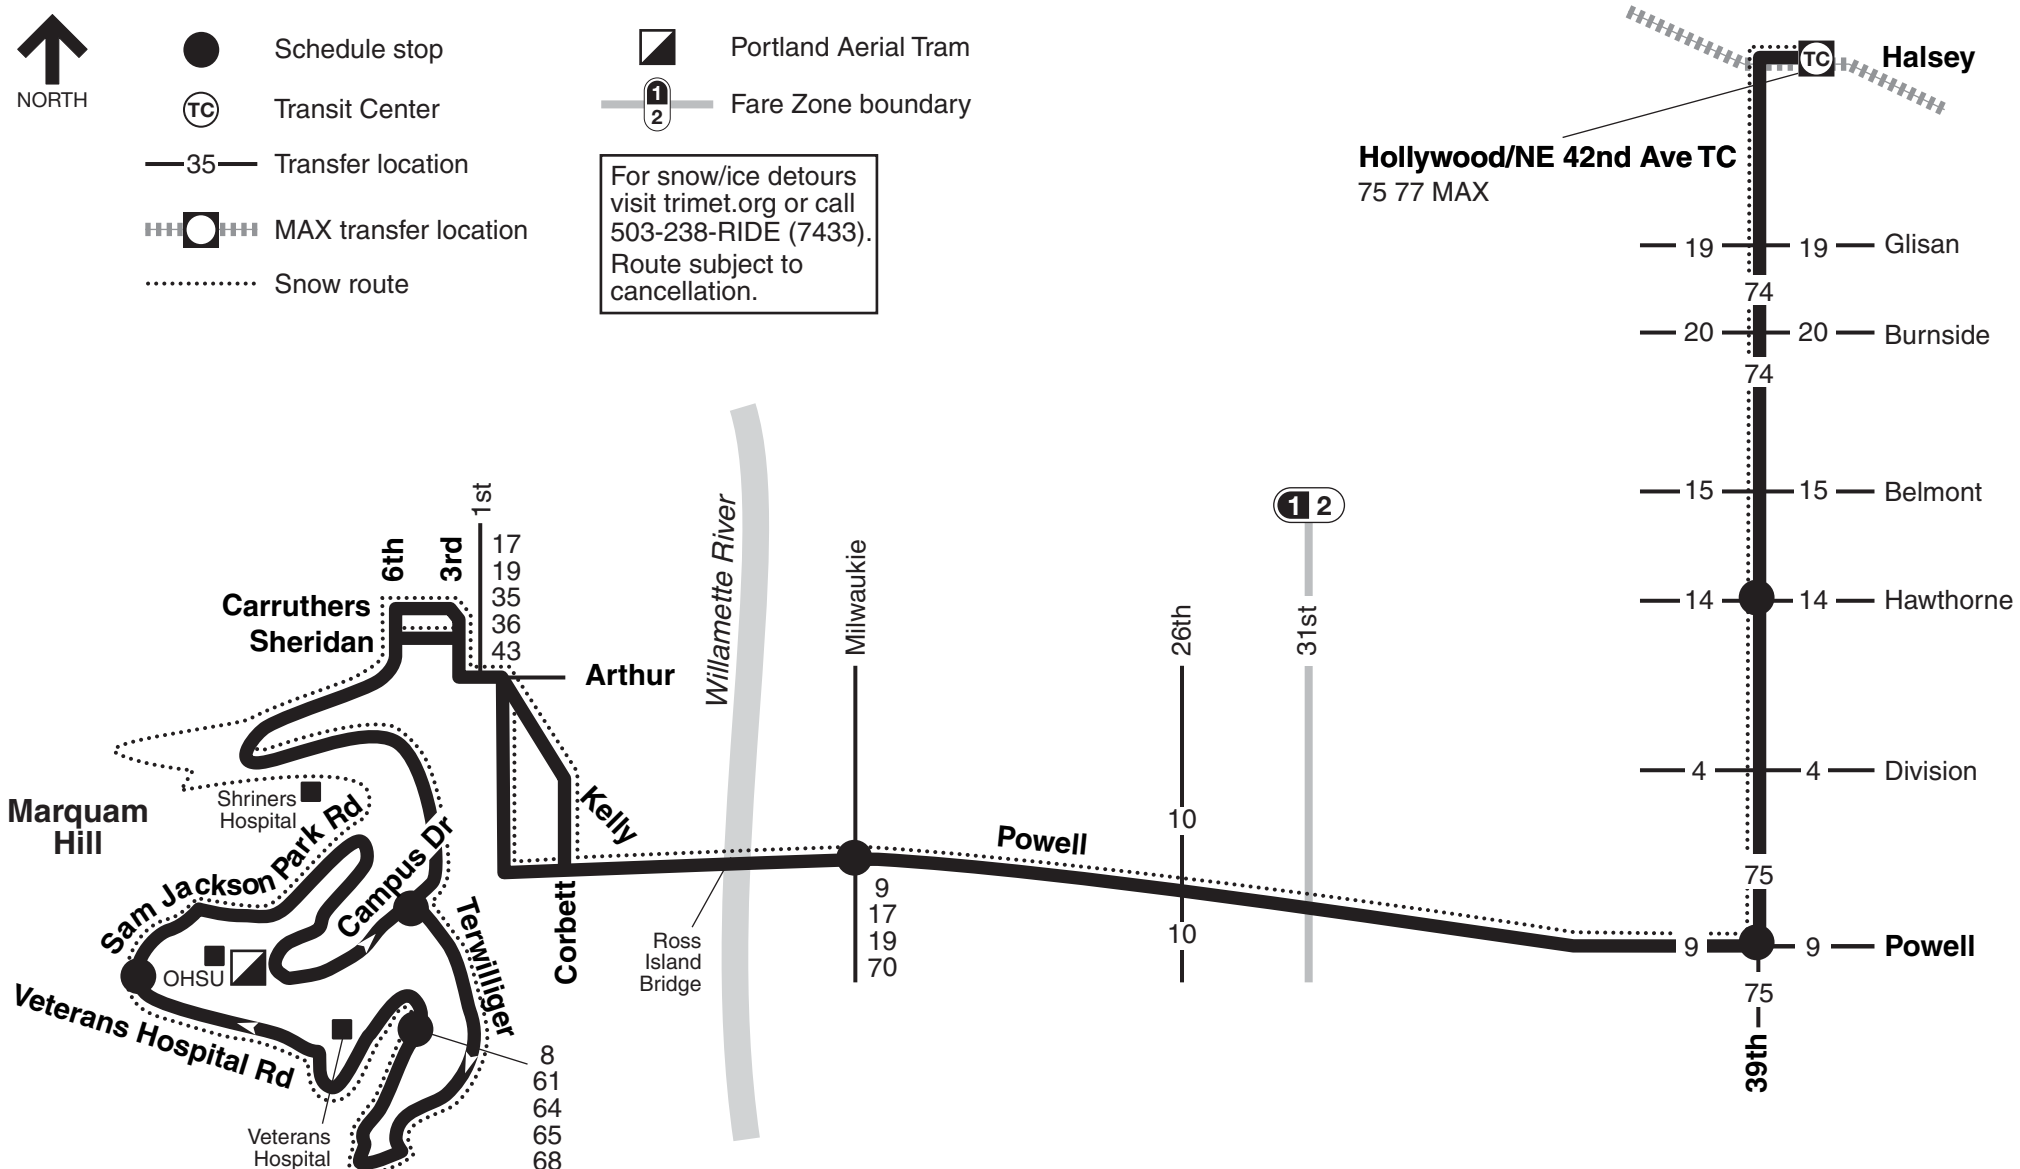 NORTH
Schedule stop
TC
Transit Center
35
Transfer location
MAX transfer location
Snow route
Portland Aerial Tram
1
2
Fare Zone boundary
For snow/ice detours
visit trimet.org or call
503-238-RIDE (7433).
Route subject to
cancellation.
TC
Halsey
Hollywood/NE 42nd Ave TC
75 77 MAX
19 19 Glisan
74
20 20 Burnside
74
15 15 Belmont
14 14 Hawthorne
4 4 Division
75
9 9 Powell
75
39th
1 2
31st
26th
10
10
Powell
Milwaukie
9
17
19
70
Willamette River
Ross
Island
Bridge
1st
17
19
35
36
43
6th
3rd
Carruthers
Sheridan
Arthur
Kelly
Corbett
Marquam
Hill
Shriners
Hospital
Sam Jackson Park Rd
Campus Dr
Terwilliger
OHSU
Veterans Hospital Rd
Veterans
Hospital
8
61
64
65
68